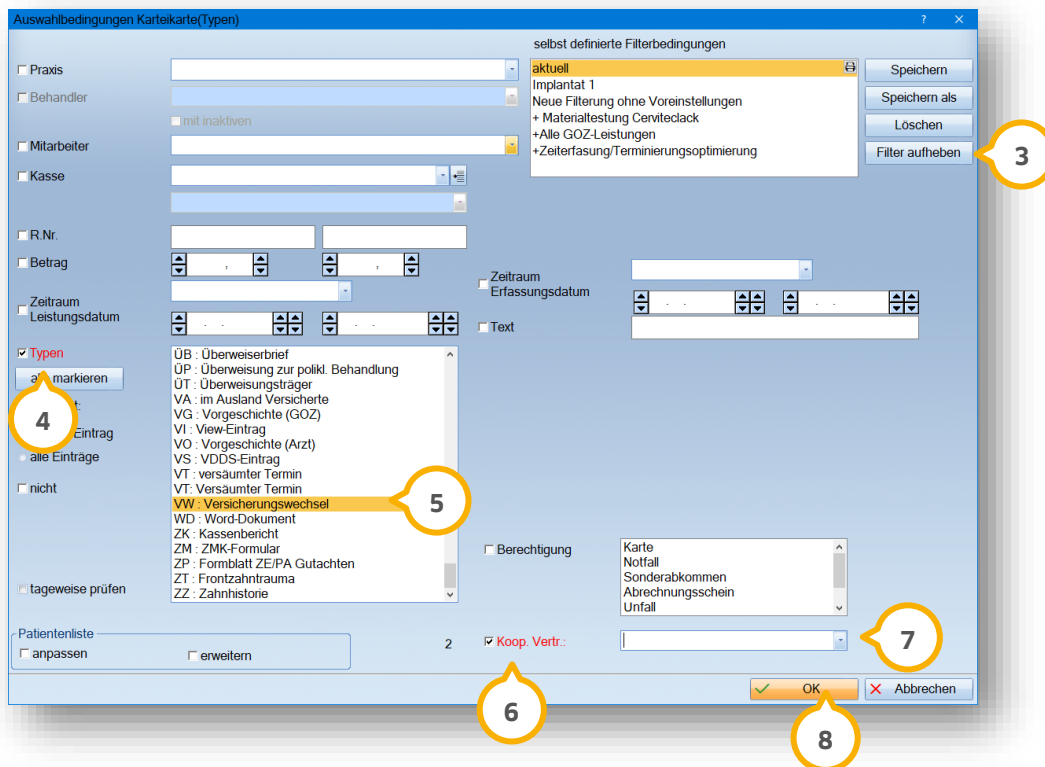 Auswahlbedingungen Karteikarte(Typen)
? ×
selbst definierte Filterbedingungen
Praxis
Behandler
mit inaktiven
Mitarbeiter
Kasse
aktuell
Implantat 1
Neue Filterung ohne Voreinstellungen
+ Materialtestung Cerviteclack
+Alle GOZ-Leistungen
+Zeiterfasung/Terminierungsoptimierung
Speichern
Speichern als
Löschen
Filter aufheben
3
R.Nr.
Betrag
, ,
Zeitraum
Leistungsdatum
. . . .
Zeitraum
Erfassungsdatum
. . . .
Text
Typen
markieren
4
t:
Eintrag
alle Einträge
nicht
tageweise prüfen
ÜB : Überweiserbrief
ÜP : Überweisung zur polikl. Behandlung
ÜT : Überweisungsträger
VA : im Ausland Versicherte
VG : Vorgeschichte (GOZ)
VI : View-Eintrag
VO : Vorgeschichte (Arzt)
VS : VDDS-Eintrag
VT : versäumter Termin
VT: Versäumter Termin
VW : Versicherungswechsel
WD : Word-Dokument
ZK : Kassenbericht
ZM : ZMK-Formular
ZP : Formblatt ZE/PA Gutachten
ZT : Frontzahntrauma
ZZ : Zahnhistorie
5
Berechtigung
Karte
Notfall
Sonderabkommen
Abrechnungsschein
Unfall
Patientenliste
anpassen
erweitern
2
Koop. Vertr.:
7
6
OK
Abbrechen
8